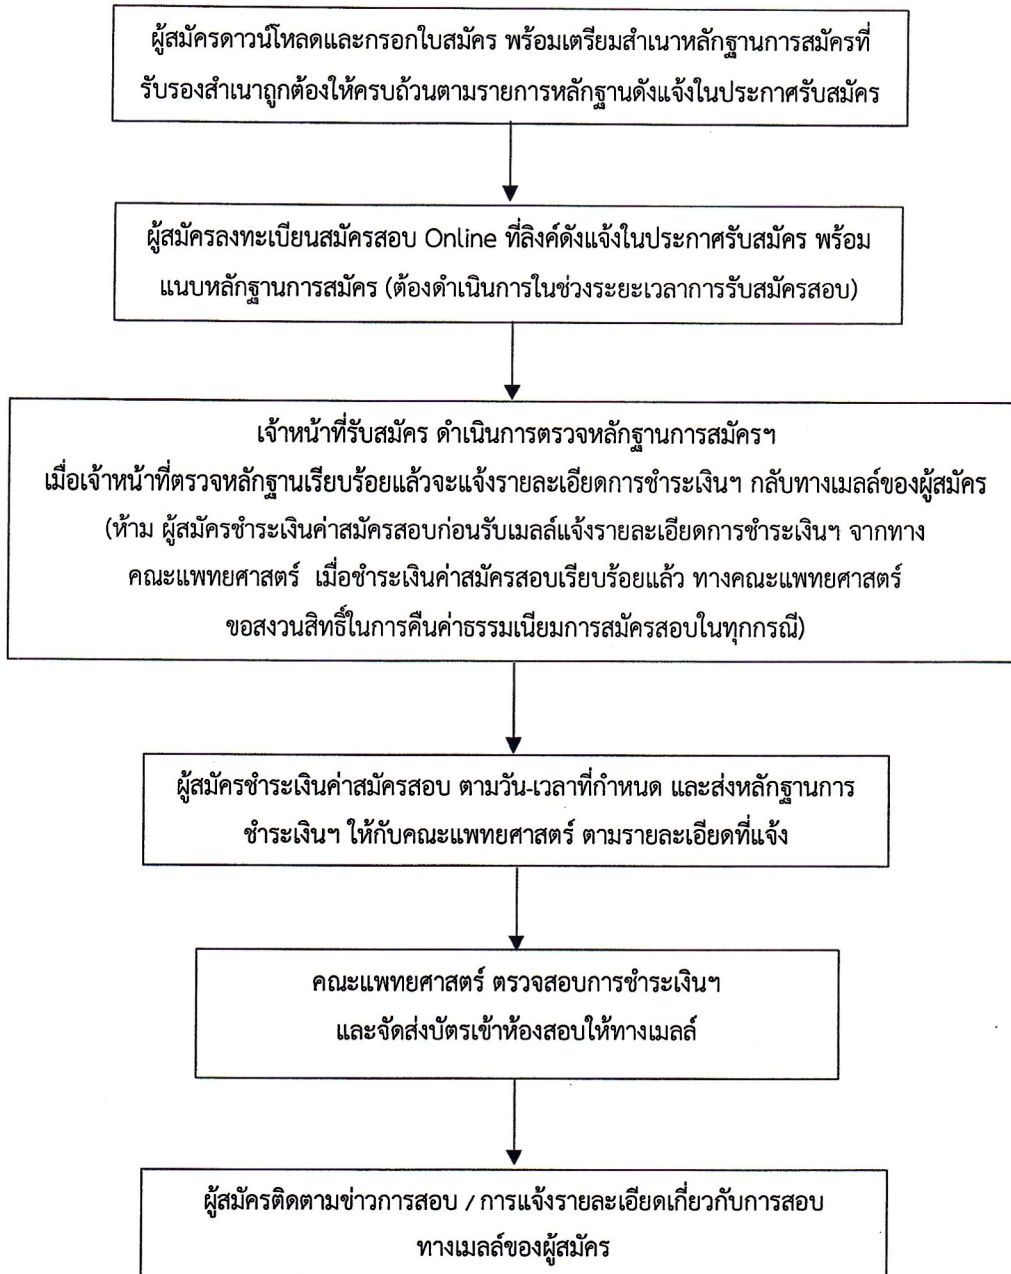 ผู้สมัครดาวน์โหลดและกรอกใบสมัคร พร้อมเตรียมสำเนาหลักฐานการสมัครที่
รับรองสำเนาถูกต้องให้ครบถ้วนตามรายการหลักฐานดังแจ้งในประกาศรับสมัคร
ผู้สมัครลงทะเบียนสมัครสอบ Online ที่ลิงค์ดังแจ้งในประกาศรับสมัคร พร้อม
แนบหลักฐานการสมัคร (ต้องดำเนินการในช่วงระยะเวลาการรับสมัครสอบ)
เจ้าหน้าที่รับสมัคร ดำเนินการตรวจหลักฐานการสมัครฯ
เมื่อเจ้าหน้าที่ตรวจหลักฐานเรียบร้อยแล้วจะแจ้งรายละเอียดการชำระเงินฯ กลับทางเมลล์ของผู้สมัคร
(ห้าม ผู้สมัครชำระเงินค่าสมัครสอบก่อนรับเมลล์แจ้งรายละเอียดการชำระเงินฯ จากทาง
คณะแพทยศาสตร์ เมื่อชำระเงินค่าสมัครสอบเรียบร้อยแล้ว ทางคณะแพทยศาสตร์
ขอสงวนสิทธิ์ในการคืนค่าธรรมเนียมการสมัครสอบในทุกกรณี)
ผู้สมัครชำระเงินค่าสมัครสอบ ตามวัน-เวลาที่กำหนด และส่งหลักฐานการ
ชำระเงินฯ ให้กับคณะแพทยศาสตร์ ตามรายละเอียดที่แจ้ง
คณะแพทยศาสตร์ ตรวจสอบการชำระเงินฯ
และจัดส่งบัตรเข้าห้องสอบให้ทางเมลล์
ผู้สมัครติดตามข่าวการสอบ / การแจ้งรายละเอียดเกี่ยวกับการสอบ
ทางเมลล์ของผู้สมัคร